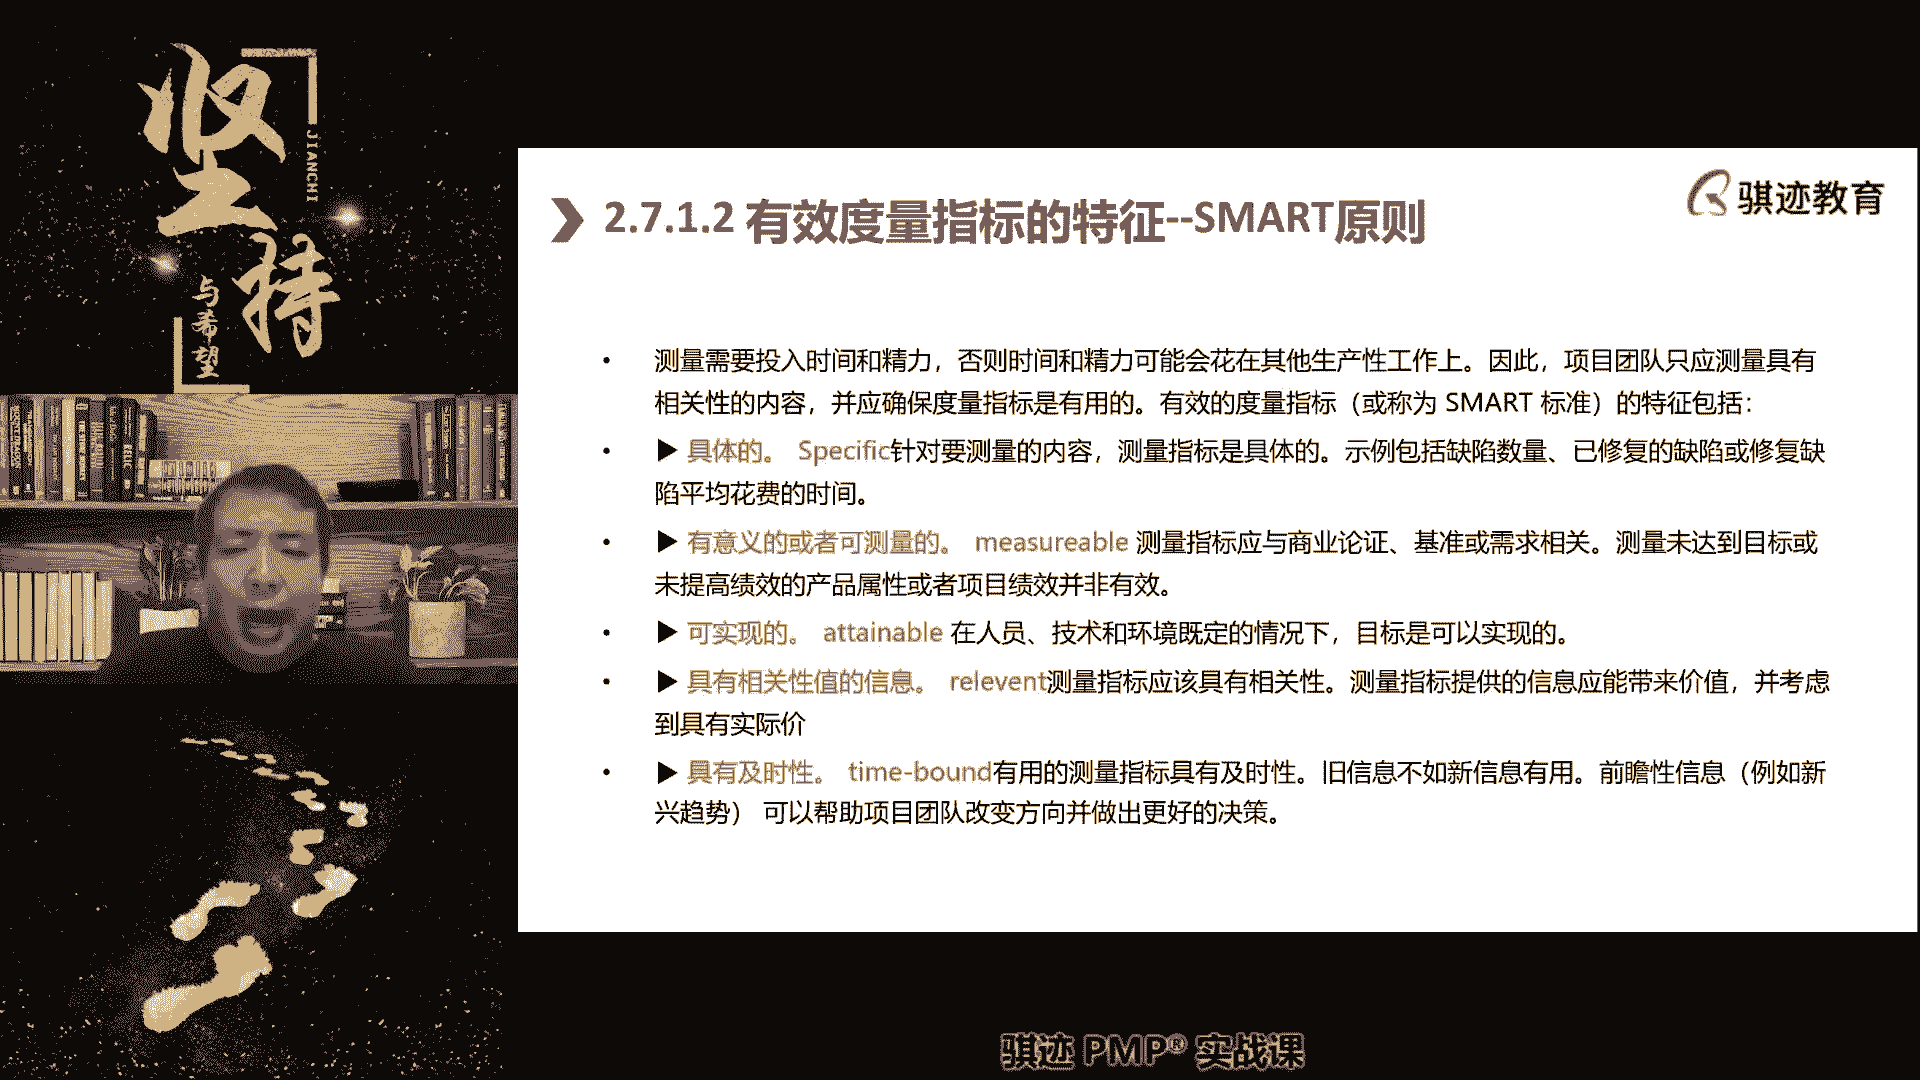 坚持
JIANCHI
与希望
骐迹教育
2.7.1.2 有效度量指标的特征--SMART原则
• 测量需要投入时间和精力，否则时间和精力可能会花在其他生产性工作上。因此，项目团队只应测量具有
相关性的内容，并应确保度量指标是有用的。有效的度量指标（或称为 SMART 标准）的特征包括：
• ▶ 具体的。 Specific针对要测量的内容，测量指标是具体的。示例包括缺陷数量、已修复的缺陷或修复缺
陷平均花费的时间。
• ▶ 有意义的或者可测量的。 measureable 测量指标应与商业论证、基准或需求相关。测量未达到目标或
未提高绩效的产品属性或者项目绩效并非有效。
• ▶ 可实现的。 attainable 在人员、技术和环境既定的情况下，目标是可以实现的。
• ▶ 具有相关性值的信息。 relevent测量指标应该具有相关性。测量指标提供的信息应能带来价值，并考虑
到具有实际价
• ▶ 具有及时性。 time-bound有用的测量指标具有及时性。旧信息不如新信息有用。前瞻性信息（例如新
兴趋势） 可以帮助项目团队改变方向并做出更好的决策。
骐迹 PMP® 实战课